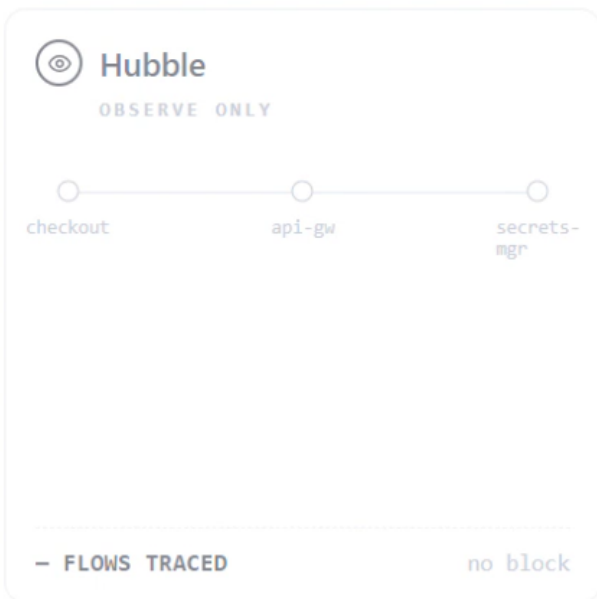 Hubble
OBSERVE ONLY
checkout api-gw secrets-
mgr
— FLOWS TRACED no block